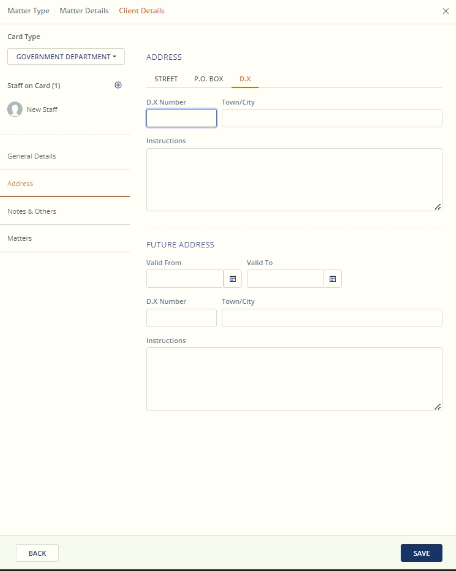 Matter Type Matter Details Client Details
Card Type
GOVERNMENT DEPARTMENT
Staff on Card (1)
New Staff
General Details
Address
Notes & Others
Matters
ADDRESS
STREET P.O. BOX D.X
D.X Number Town/City
Instructions
FUTURE ADDRESS
Valid From Valid To
D.X Number Town/City
Instructions
BACK SAVE